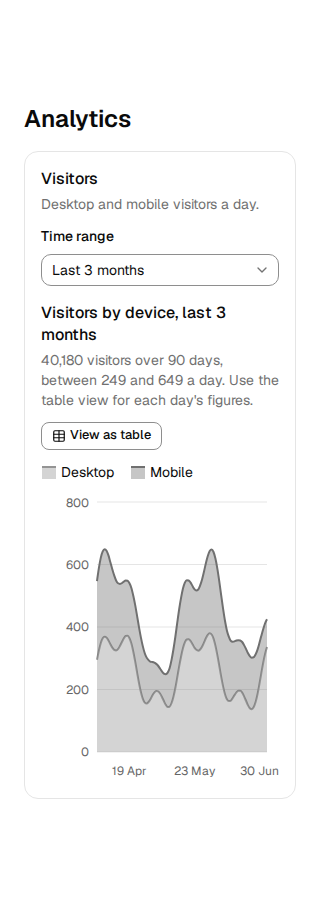 Analytics
Visitors
Desktop and mobile visitors a day.
Time range
Last 3 months
Visitors by device, last 3
months
40,180 visitors over 90 days,
between 249 and 649 a day. Use the
table view for each day's figures.
View as table
Desktop Mobile
800
600
400
200
0
19 Apr 23 May 30 Jun